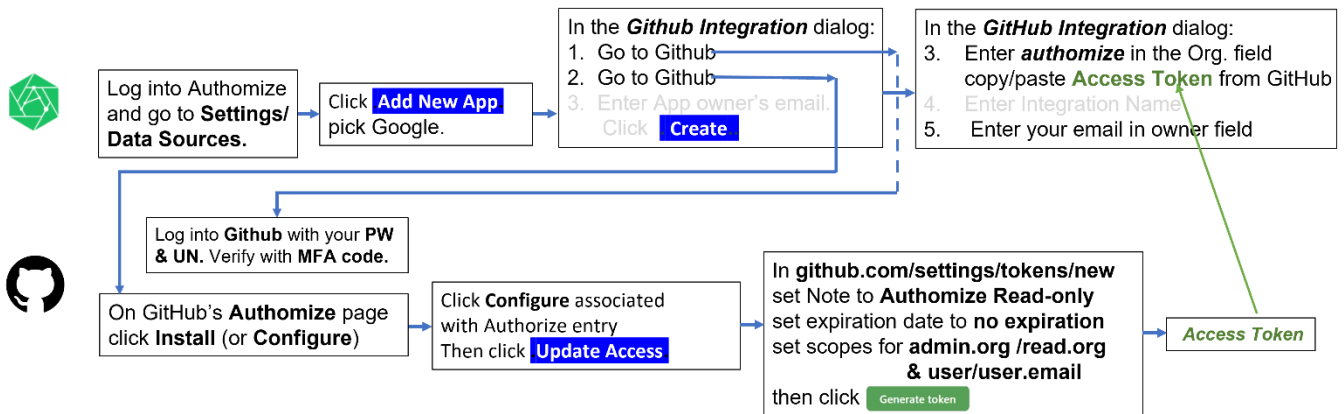 Log into Authomize
and go to Settings/
Data Sources.
Click Add New App
pick Google.
In the Github Integration dialog:
1. Go to Github
2. Go to Github
3. Enter App owner's email.
Click Create
In the GitHub Integration dialog:
3. Enter authomize in the Org. field
copy/paste Access Token from GitHub
4. Enter Integration Name
5. Enter your email in owner field
Log into Github with your PW
& UN. Verify with MFA code.
On GitHub's Authomize page
click Install (or Configure)
Click Configure associated
with Authorize entry
Then click Update Access
In github.com/settings/tokens/new
set Note to Authomize Read-only
set expiration date to no expiration
set scopes for admin.org /read.org
& user/user.email
then click Generate token
Access Token